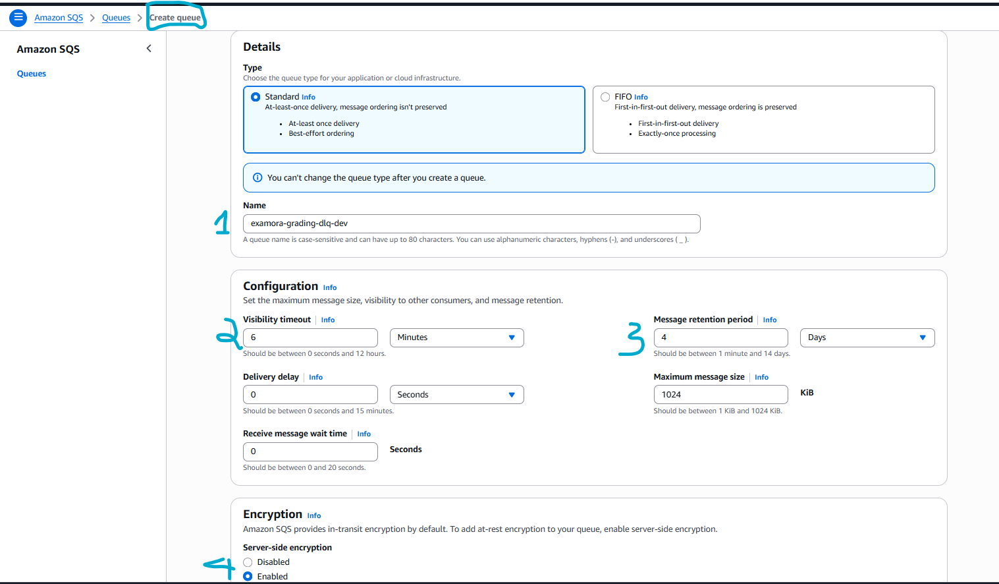 Amazon SQS > Queues > Create queue
Amazon SQS
Queues
Details
Type
Choose the queue type for your application or cloud infrastructure.
Standard Info
At-least-once delivery, message ordering isn't preserved
• At-least once delivery
• Best-effort ordering
FIFO Info
First-in-first-out delivery, message ordering is preserved
• First-in-first-out delivery
• Exactly-once processing
You can't change the queue type after you create a queue.
Name
1
examora-grading-dlq-dev
A queue name is case-sensitive and can have up to 80 characters. You can use alphanumeric characters, hyphens (-), and underscores ( _ ).
Configuration Info
Set the maximum message size, visibility to other consumers, and message retention.
Visibility timeout Info
2
6 Minutes
Should be between 0 seconds and 12 hours.
Message retention period Info
3
4 Days
Should be between 1 minute and 14 days.
Delivery delay Info
0 Seconds
Should be between 0 seconds and 15 minutes.
Maximum message size Info
1024 KiB
Should be between 1 KiB and 1024 KiB.
Receive message wait time Info
0 Seconds
Should be between 0 and 20 seconds.
Encryption Info
Amazon SQS provides in-transit encryption by default. To add at-rest encryption to your queue, enable server-side encryption.
Server-side encryption
4
Disabled
Enabled